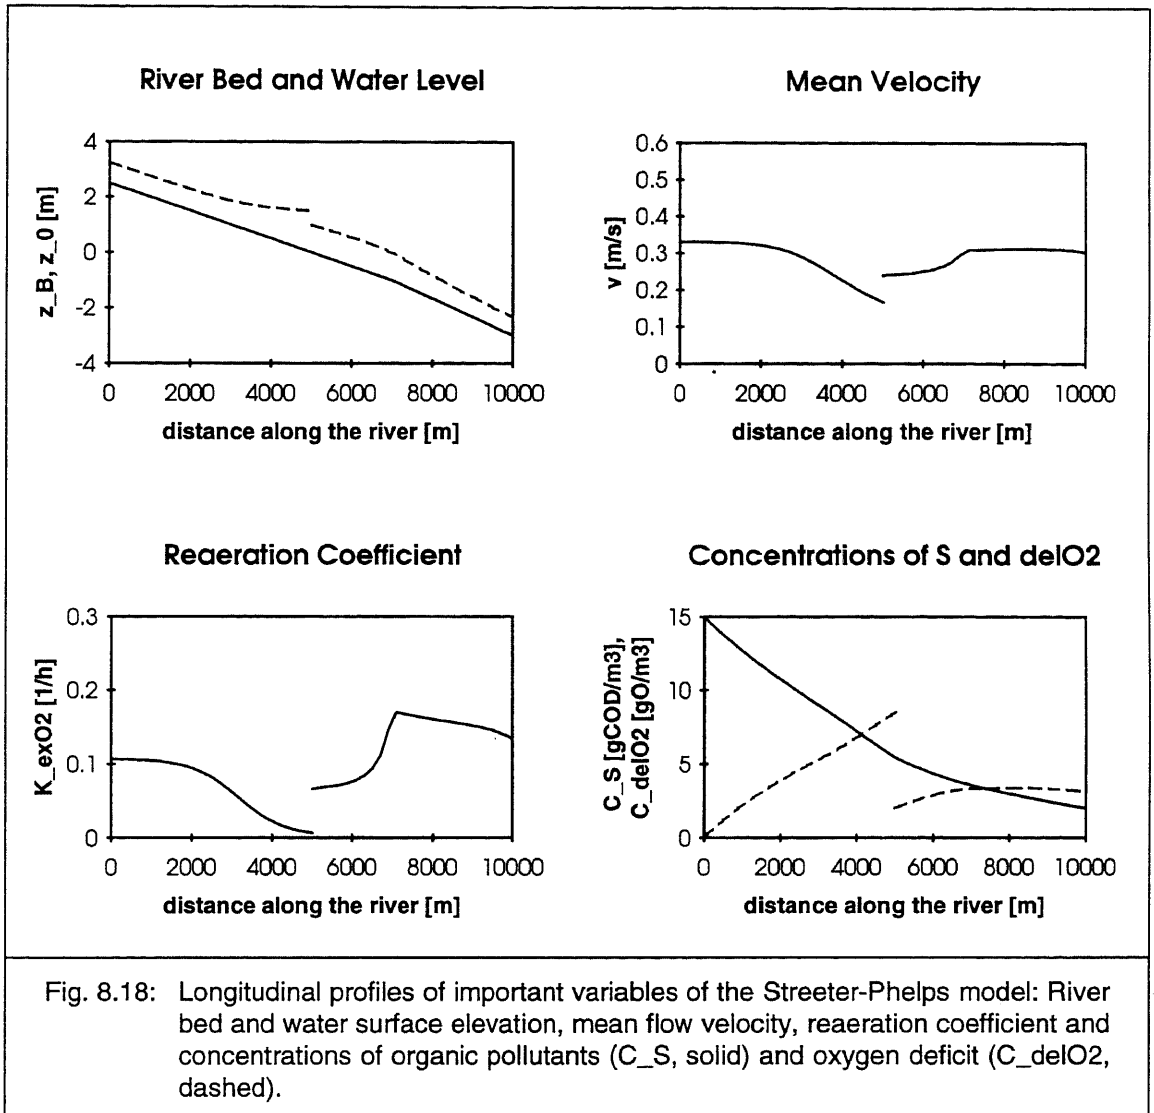 River Bed and Water Level
4
2
0
-2
-4
z_B, z_0 [m]
0 2000 4000 6000 8000 10000
distance along the river [m]
Mean Velocity
0.6
0.5
0.4
0.3
0.2
0.1
0
v [m/s]
0 2000 4000 6000 8000 10000
distance along the river [m]
Reaeration Coefficient
0.3
0.2
0.1
0
K_exO2 [1/h]
0 2000 4000 6000 8000 10000
distance along the river [m]
Concentrations of S and delO2
15
10
5
0
C_S [gCOD/m3],
C_delO2 [gO/m3]
0 2000 4000 6000 8000 10000
distance along the river [m]
Fig. 8.18: Longitudinal profiles of important variables of the Streeter-Phelps model: River
bed and water surface elevation, mean flow velocity, reaeration coefficient and
concentrations of organic pollutants (C_S, solid) and oxygen deficit (C_delO2,
dashed).